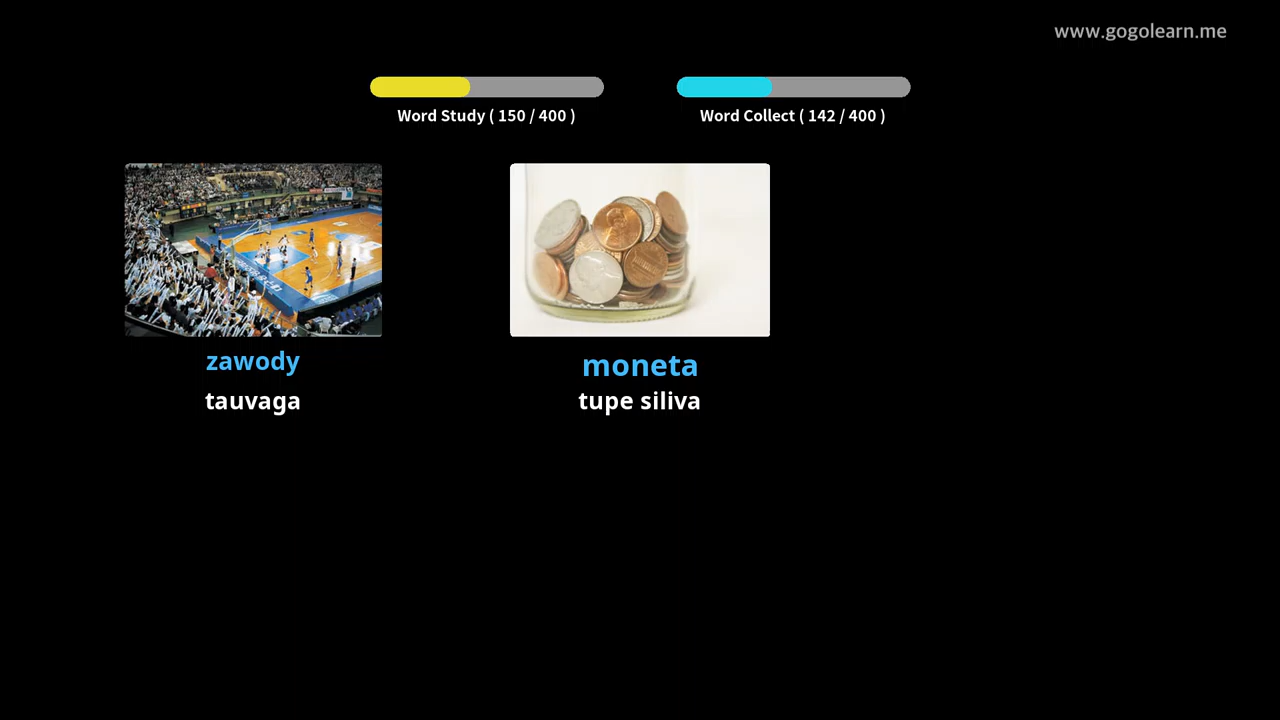 www.gogolearn.me
Word Study ( 150 / 400 )
Word Collect ( 142 / 400 )
zawody
tauvaga
moneta
tupe siliva